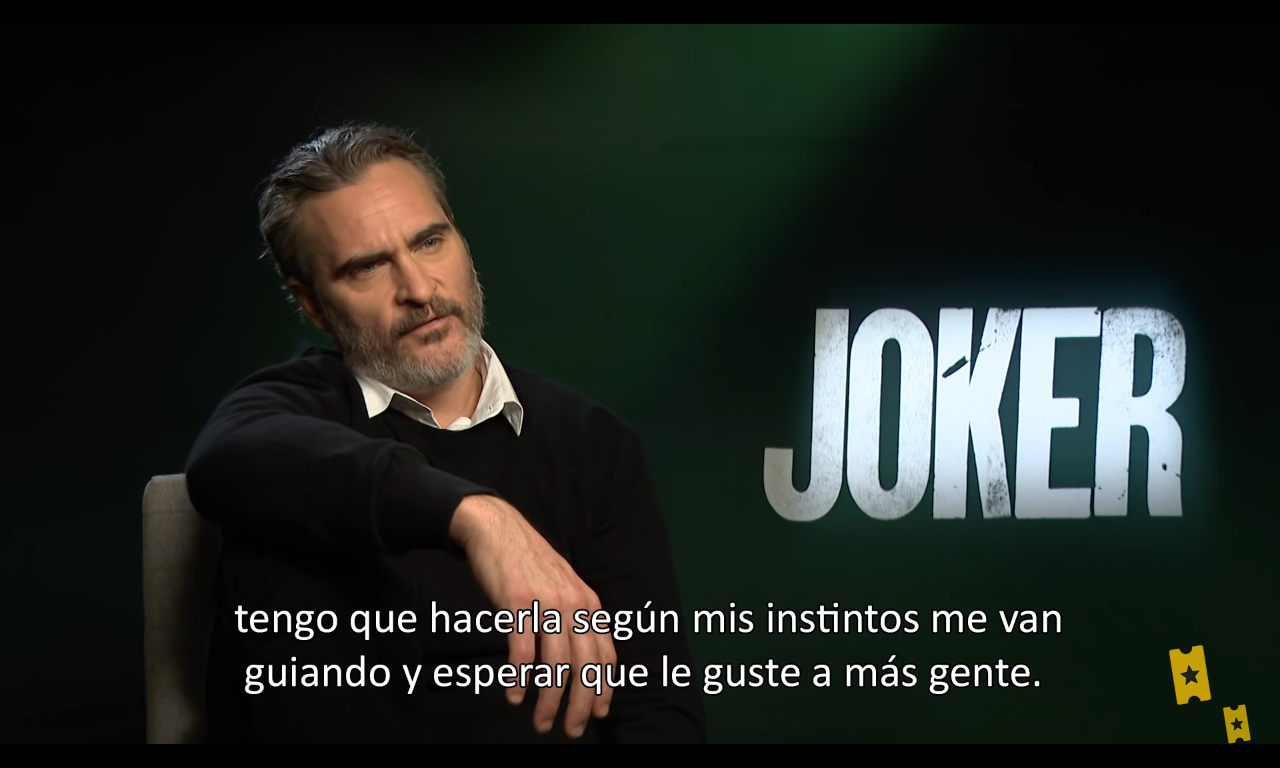 JOKER
tengo que hacerla según mis instintos me van
guiando y esperar que le guste a más gente.